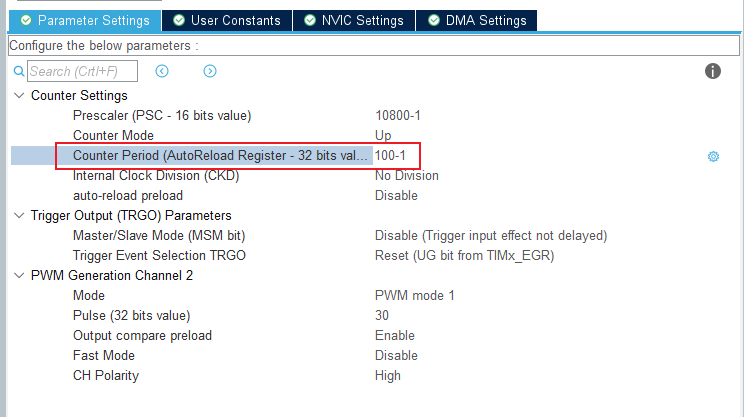 Parameter Settings User Constants NVIC Settings DMA Settings
Configure the below parameters :
Search (Crtl+F)
Counter Settings
Prescaler (PSC - 16 bits value) 10800-1
Counter Mode Up
Counter Period (AutoReload Register - 32 bits val... 100-1
Internal Clock Division (CKD) No Division
auto-reload preload Disable
Trigger Output (TRGO) Parameters
Master/Slave Mode (MSM bit) Disable (Trigger input effect not delayed)
Trigger Event Selection TRGO Reset (UG bit from TIMx_EGR)
PWM Generation Channel 2
Mode PWM mode 1
Pulse (32 bits value) 30
Output compare preload Enable
Fast Mode Disable
CH Polarity High